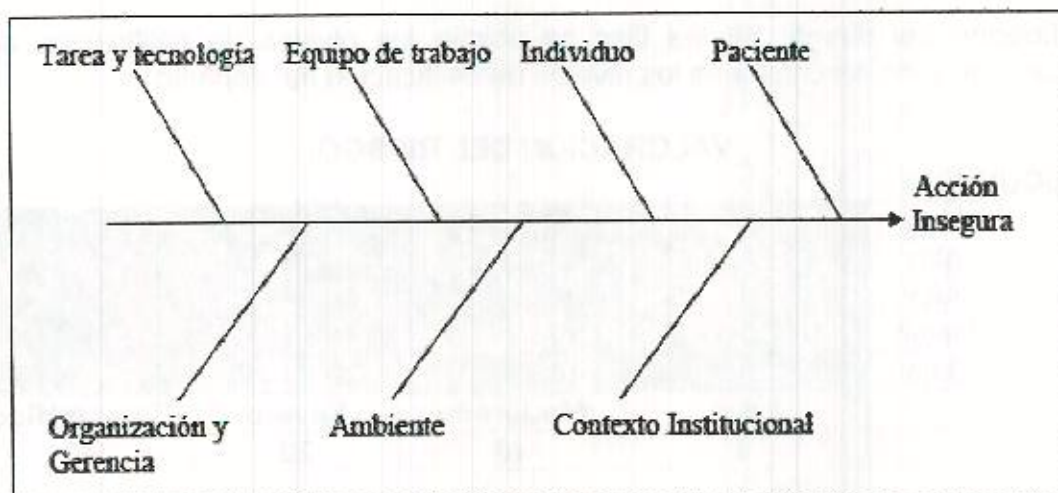 Tarea y tecnología
Equipo de trabajo
Individuo
Paciente
Acción
Insegura
Organización y
Gerencia
Ambiente
Contexto Institucional